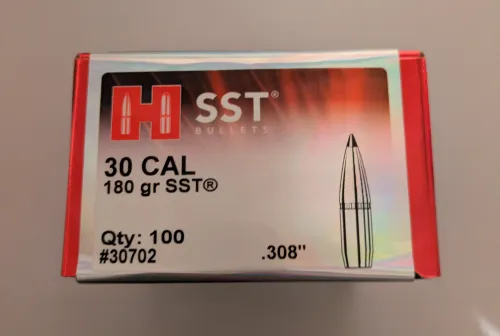 H SST®
BULLETS
30 CAL
180 gr SST®
Qty: 100
#30702
.308"